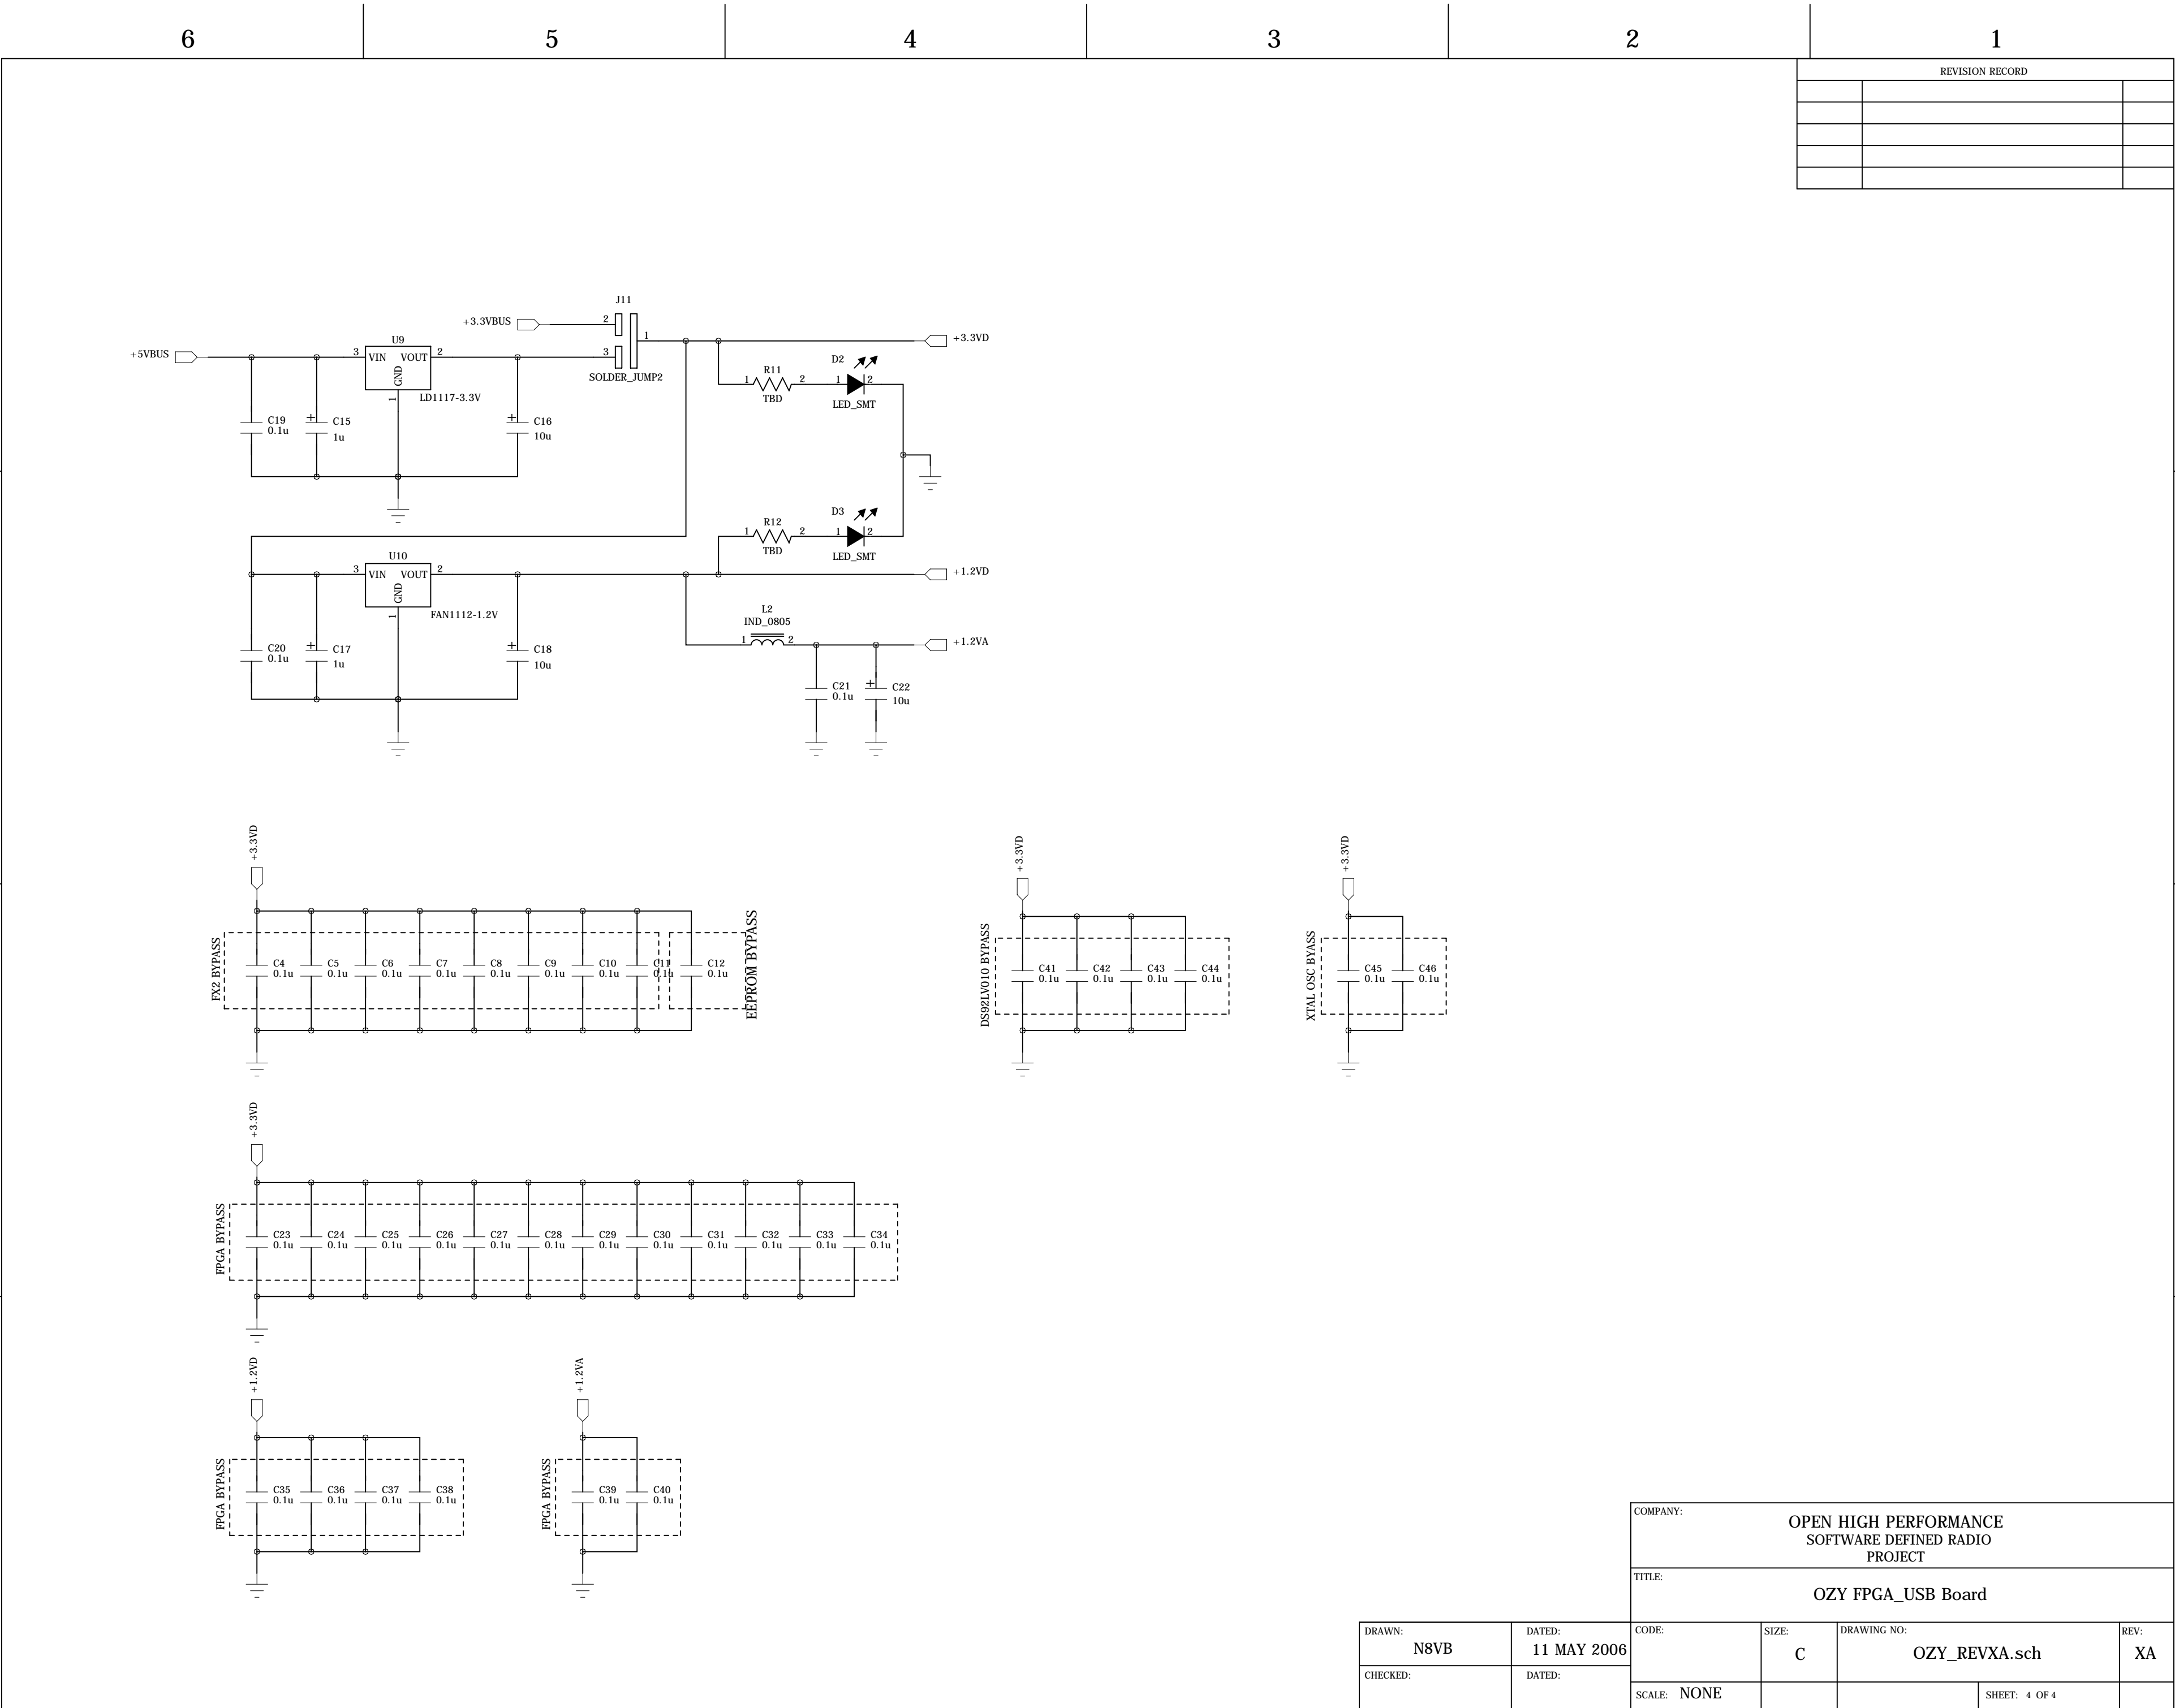 6 5 4 3 2 1
REVISION RECORD
J11
+3.3VBUS
2
1
3
SOLDER_JUMP2
+3.3VD
+5VBUS
U9
3 VIN VOUT 2
GND
1
LD1117-3.3V
C19
0.1u
C15
1u
C16
10u
R11
1 2
TBD
D2
1 2
LED_SMT
R12
1 2
TBD
D3
1 2
LED_SMT
U10
3 VIN VOUT 2
GND
1
FAN1112-1.2V
+1.2VD
L2
IND_0805
1 2
+1.2VA
C20
0.1u
C17
1u
C18
10u
C21
0.1u
C22
10u
+3.3VD
FX2 BYPASS
C4
0.1u
C5
0.1u
C6
0.1u
C7
0.1u
C8
0.1u
C9
0.1u
C10
0.1u
C11
0.1u
C12
0.1u
EEPROM BYPASS
+3.3VD
DS92LV010 BYPASS
C41
0.1u
C42
0.1u
C43
0.1u
C44
0.1u
+3.3VD
XTAL OSC BYASS
C45
0.1u
C46
0.1u
+3.3VD
FPGA BYPASS
C23
0.1u
C24
0.1u
C25
0.1u
C26
0.1u
C27
0.1u
C28
0.1u
C29
0.1u
C30
0.1u
C31
0.1u
C32
0.1u
C33
0.1u
C34
0.1u
+1.2VD
FPGA BYPASS
C35
0.1u
C36
0.1u
C37
0.1u
C38
0.1u
+1.2VA
FPGA BYPASS
C39
0.1u
C40
0.1u
COMPANY:
OPEN HIGH PERFORMANCE
SOFTWARE DEFINED RADIO
PROJECT
TITLE:
OZY FPGA_USB Board
DRAWN:
N8VB
DATED:
11 MAY 2006
CODE:
SIZE:
C
DRAWING NO:
OZY_REVXA.sch
REV:
XA
CHECKED:
DATED:
SCALE: NONE
SHEET: 4 OF 4